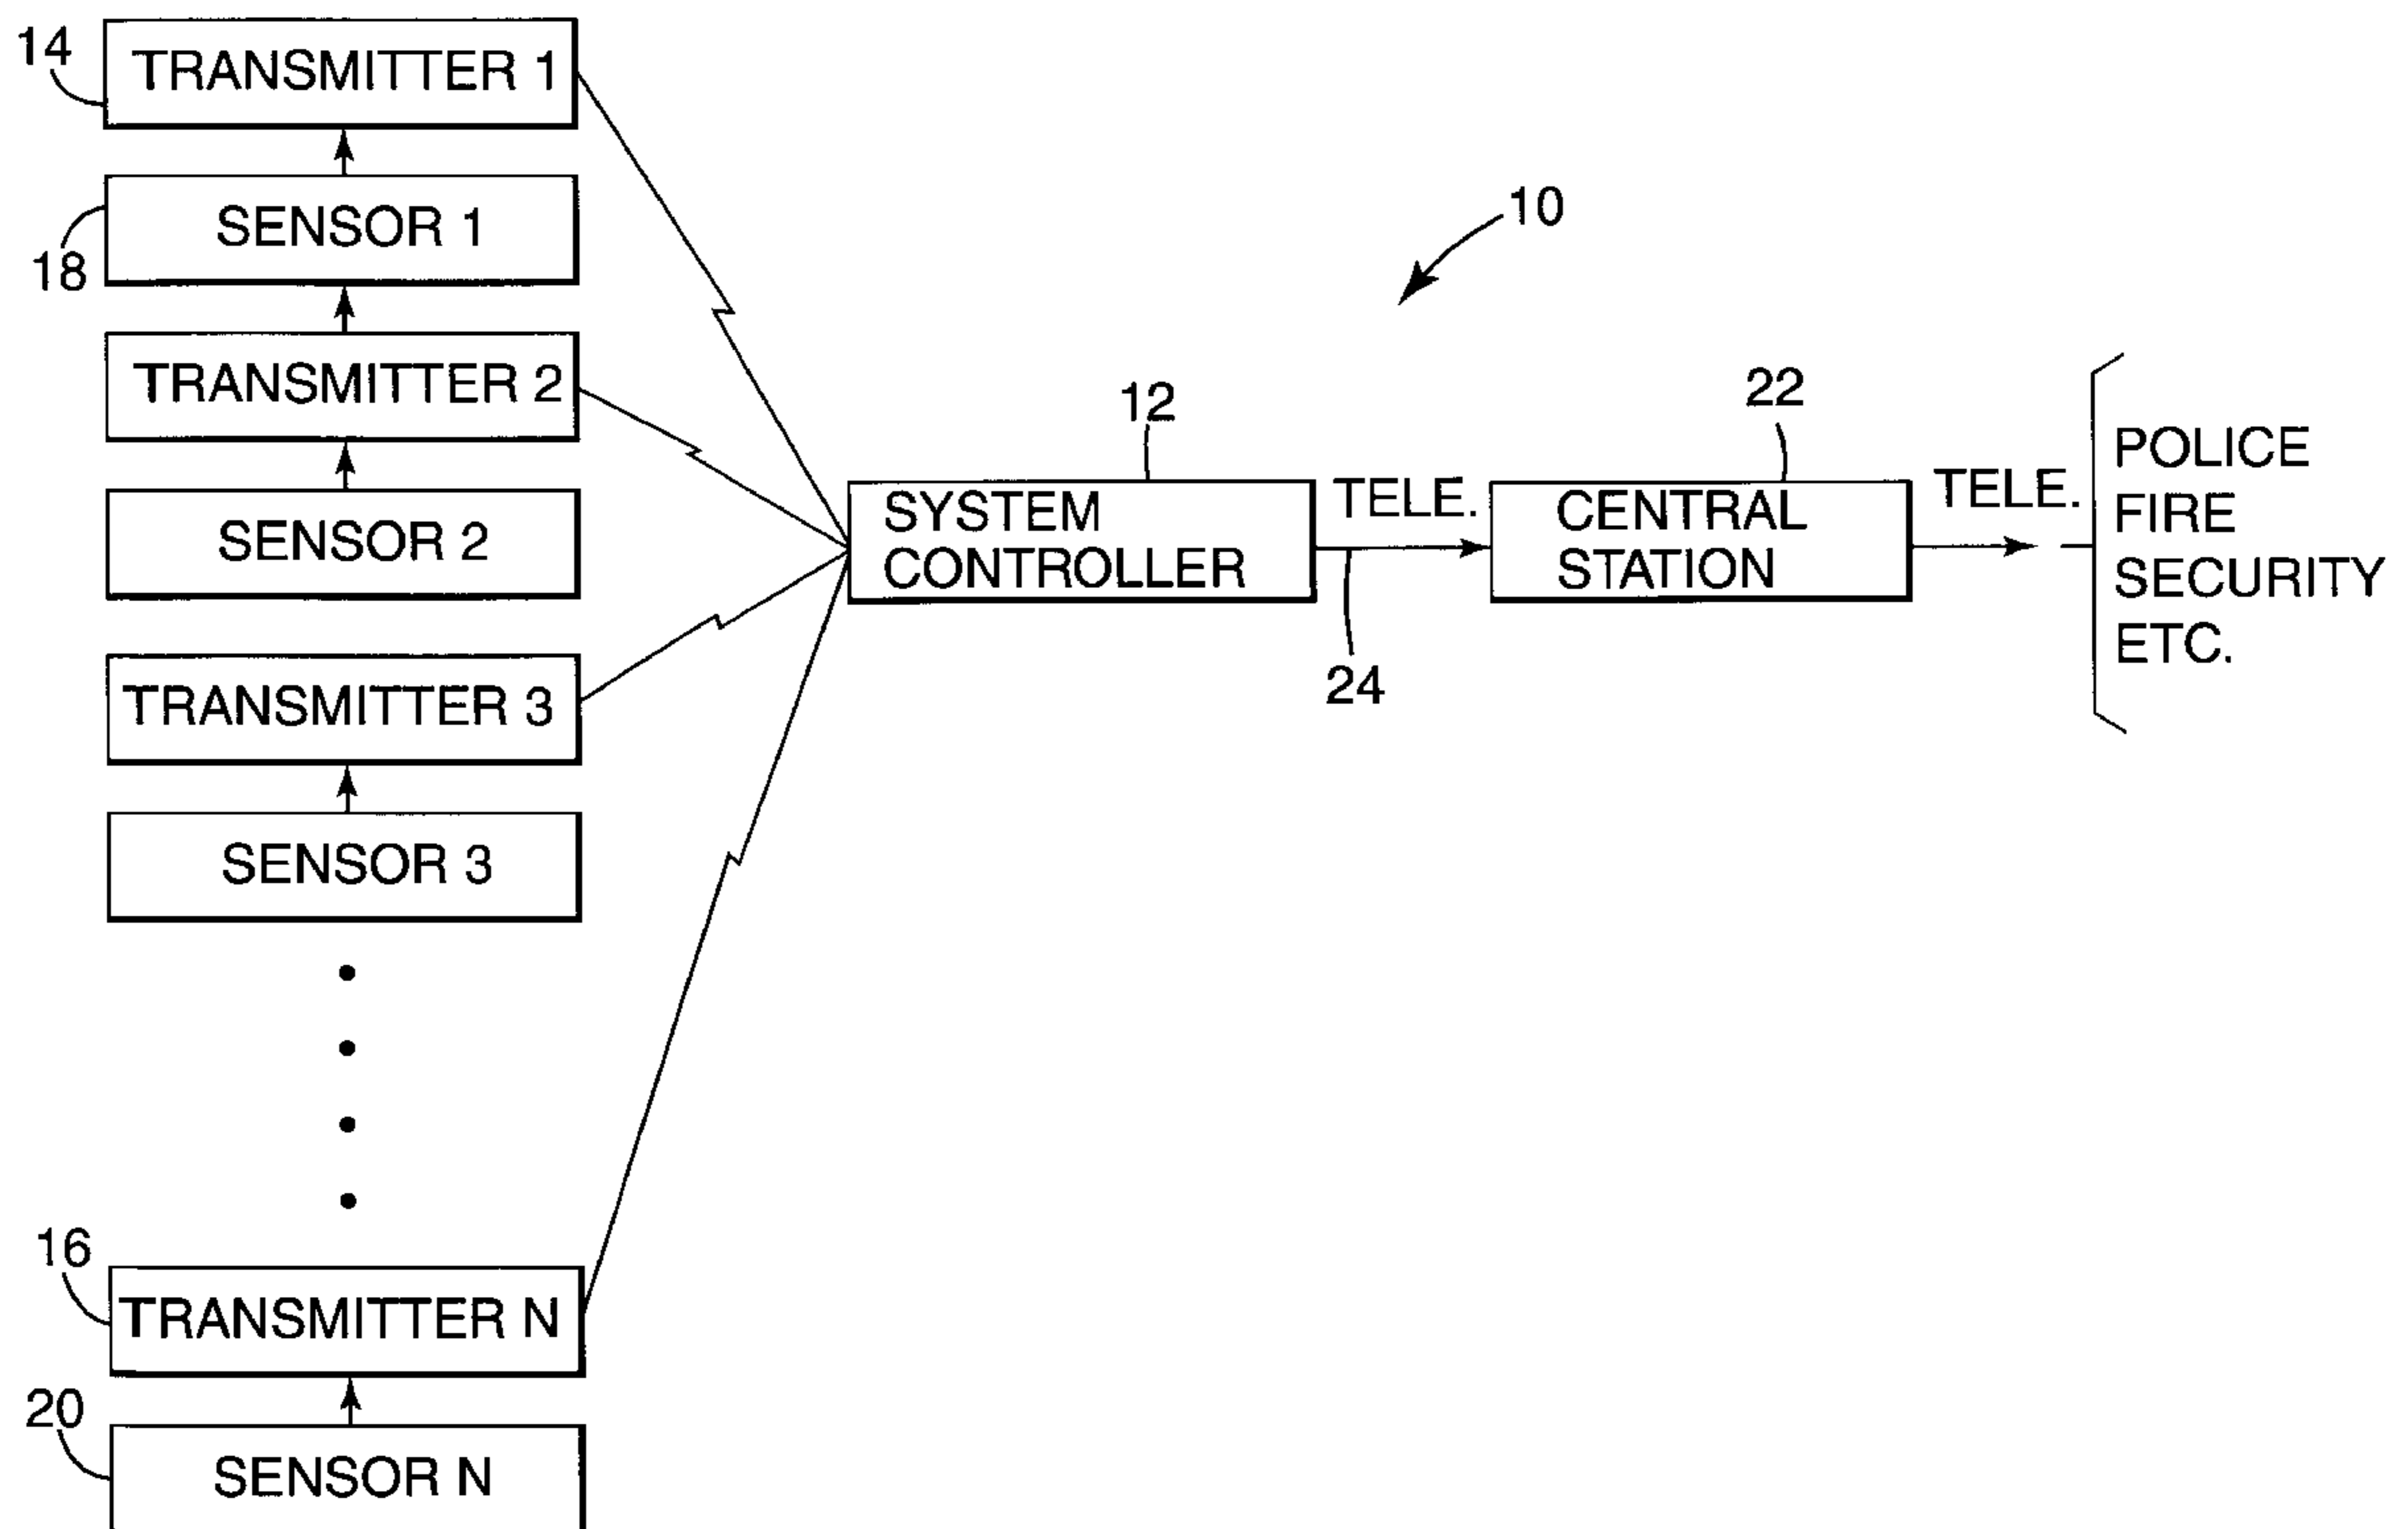 14
TRANSMITTER 1
SENSOR 1
18
TRANSMITTER 2
SENSOR 2
TRANSMITTER 3
SENSOR 3
16
TRANSMITTER N
20
SENSOR N
10
12
SYSTEM
CONTROLLER
TELE.
24
22
CENTRAL
STATION
TELE.
POLICE
FIRE
SECURITY
ETC.